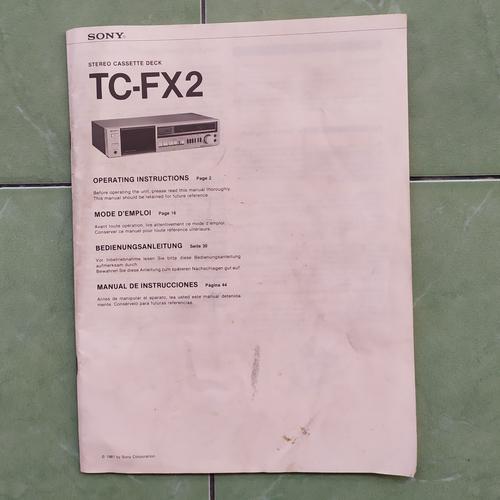 SONY
STEREO CASSETTE DECK
TC-FX2
OPERATING INSTRUCTIONS Page 2
Before operating the unit, please read this manual thoroughly.
This manual should be retained for future reference.
MODE D'EMPLOI Page 16
Avant toute opération, lire attentivement ce mode d'emploi.
Conserver ce manuel pour toute référence ultérieure.
BEDIENUNGSANLEITUNG Seite 30
Vor Inbetriebnahme lesen Sie bitte diese Bedienungsanleitung
aufmerksam durch.
Bewahren Sie diese Anleitung zum späteren Nachschlagen gut auf.
MANUAL DE INSTRUCCIONES Página 44
Antes de manipular el aparato, lea usted este manual detenida-
mente. Consérvelo para futuras referencias.
© 1981 by Sony Corporation